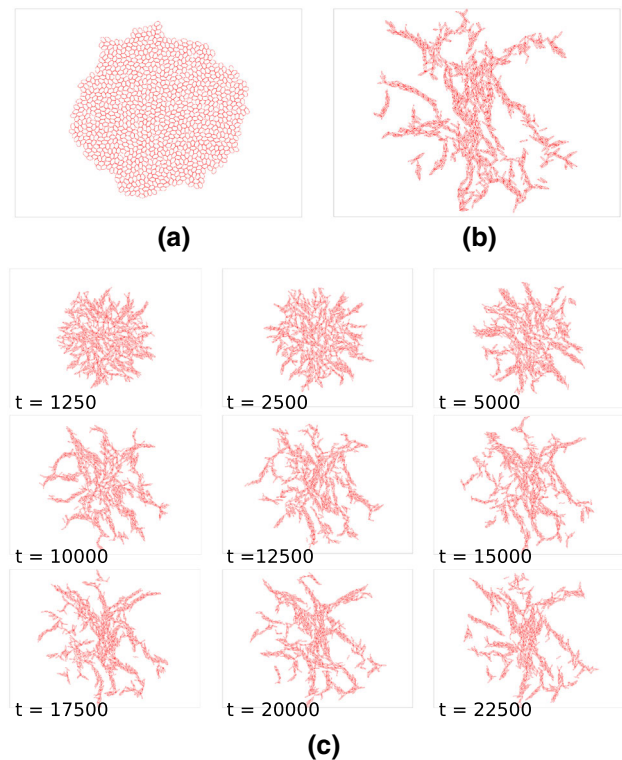 (a) (b)
t = 1250 t = 2500 t = 5000
t = 10000 t =12500 t = 15000
t = 17500 t = 20000 t = 22500
(c)